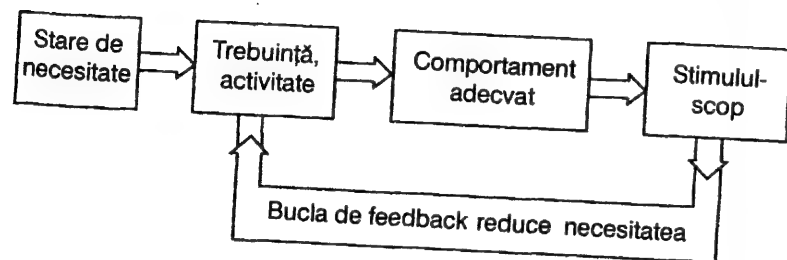 Stare de
necesitate
Trebuință,
activitate
Comportament
adecvat
Stimulul-
scop
Bucla de feedback reduce necesitatea